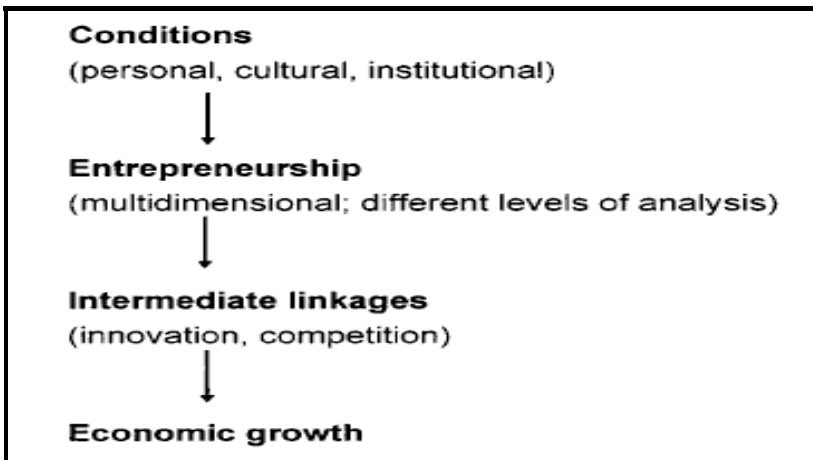 Conditions
(personal, cultural, institutional)
Entrepreneurship
(multidimensional; different levels of analysis)
Intermediate linkages
(innovation, competition)
Economic growth